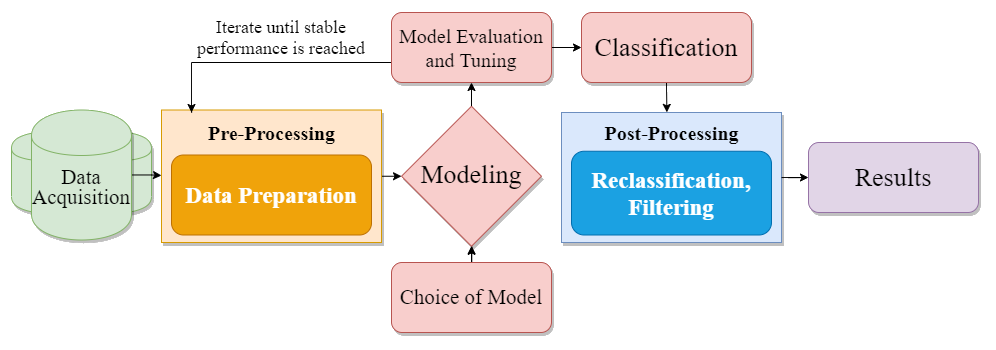 Iterate until stable
performance is reached
Model Evaluation
and Tuning
Classification
Pre-Processing
Data Preparation
Data
Acquisition
Modeling
Choice of Model
Post-Processing
Reclassification,
Filtering
Results